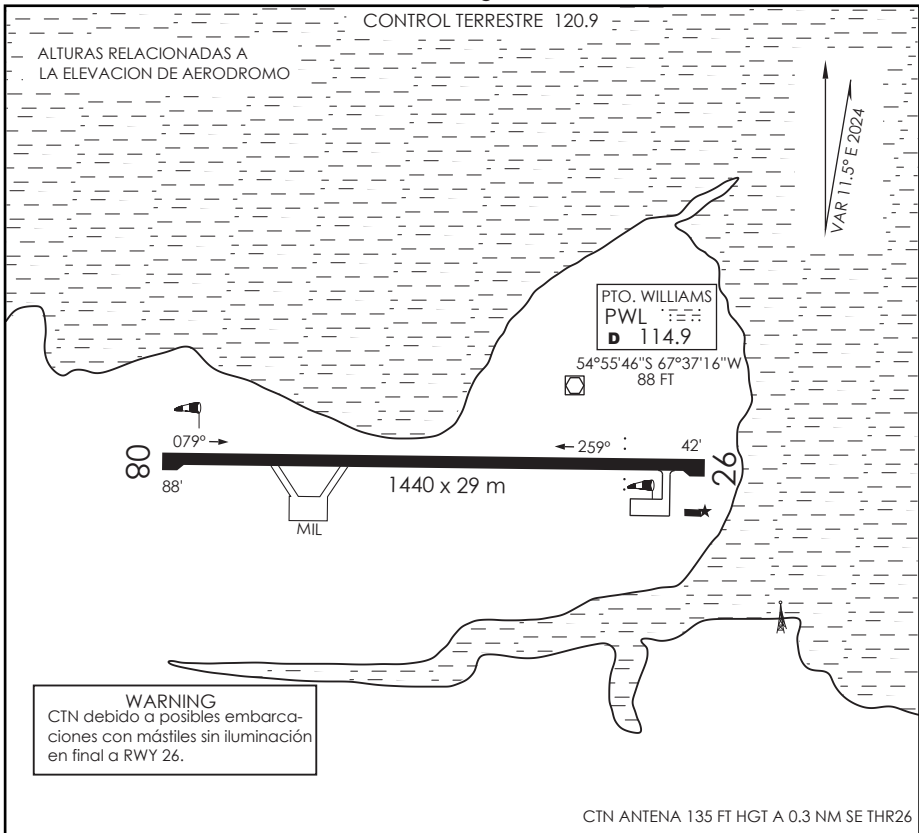 CONTROL TERRESTRE 120.9
ALTURAS RELACIONADAS A
LA ELEVACION DE AERODROMO
VAR 11.5° E 2024
PTO. WILLIAMS
PWL
D 114.9
54°55'46"S 67°37'16"W
88 FT
079°
259°
42'
08
26
88'
1440 x 29 m
MIL
WARNING
CTN debido a posibles embarca-
ciones con mástiles sin iluminación
en final a RWY 26.
CTN ANTENA 135 FT HGT A 0.3 NM SE THR26